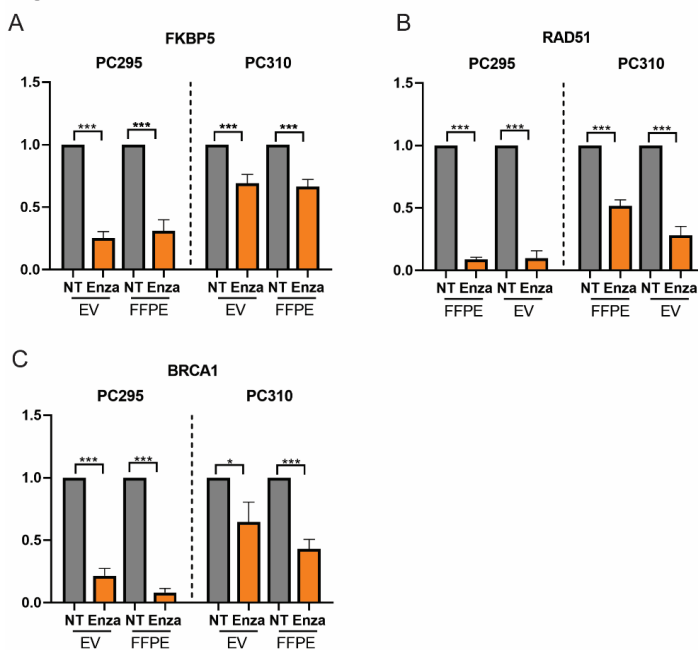 A
FKBP5
PC295 PC310
1.5
1.0
0.5
0.0
*** *** *** ***
NT Enza NT Enza NT Enza NT Enza
EV FFPE EV FFPE
B
RAD51
PC295 PC310
1.5
1.0
0.5
0.0
*** *** *** ***
NT Enza NT Enza NT Enza NT Enza
FFPE EV FFPE EV
C
BRCA1
PC295 PC310
1.5
1.0
0.5
0.0
*** *** * ***
NT Enza NT Enza NT Enza NT Enza
EV FFPE EV FFPE